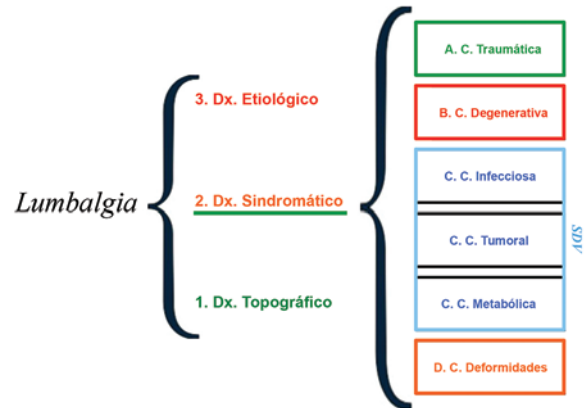 Lumbalgia
3. Dx. Etiológico
2. Dx. Sindromático
1. Dx. Topográfico
A. C. Traumática
B. C. Degenerativa
C. C. Infecciosa
C. C. Tumoral
C. C. Metabólica
D. C. Deformidades
SDV